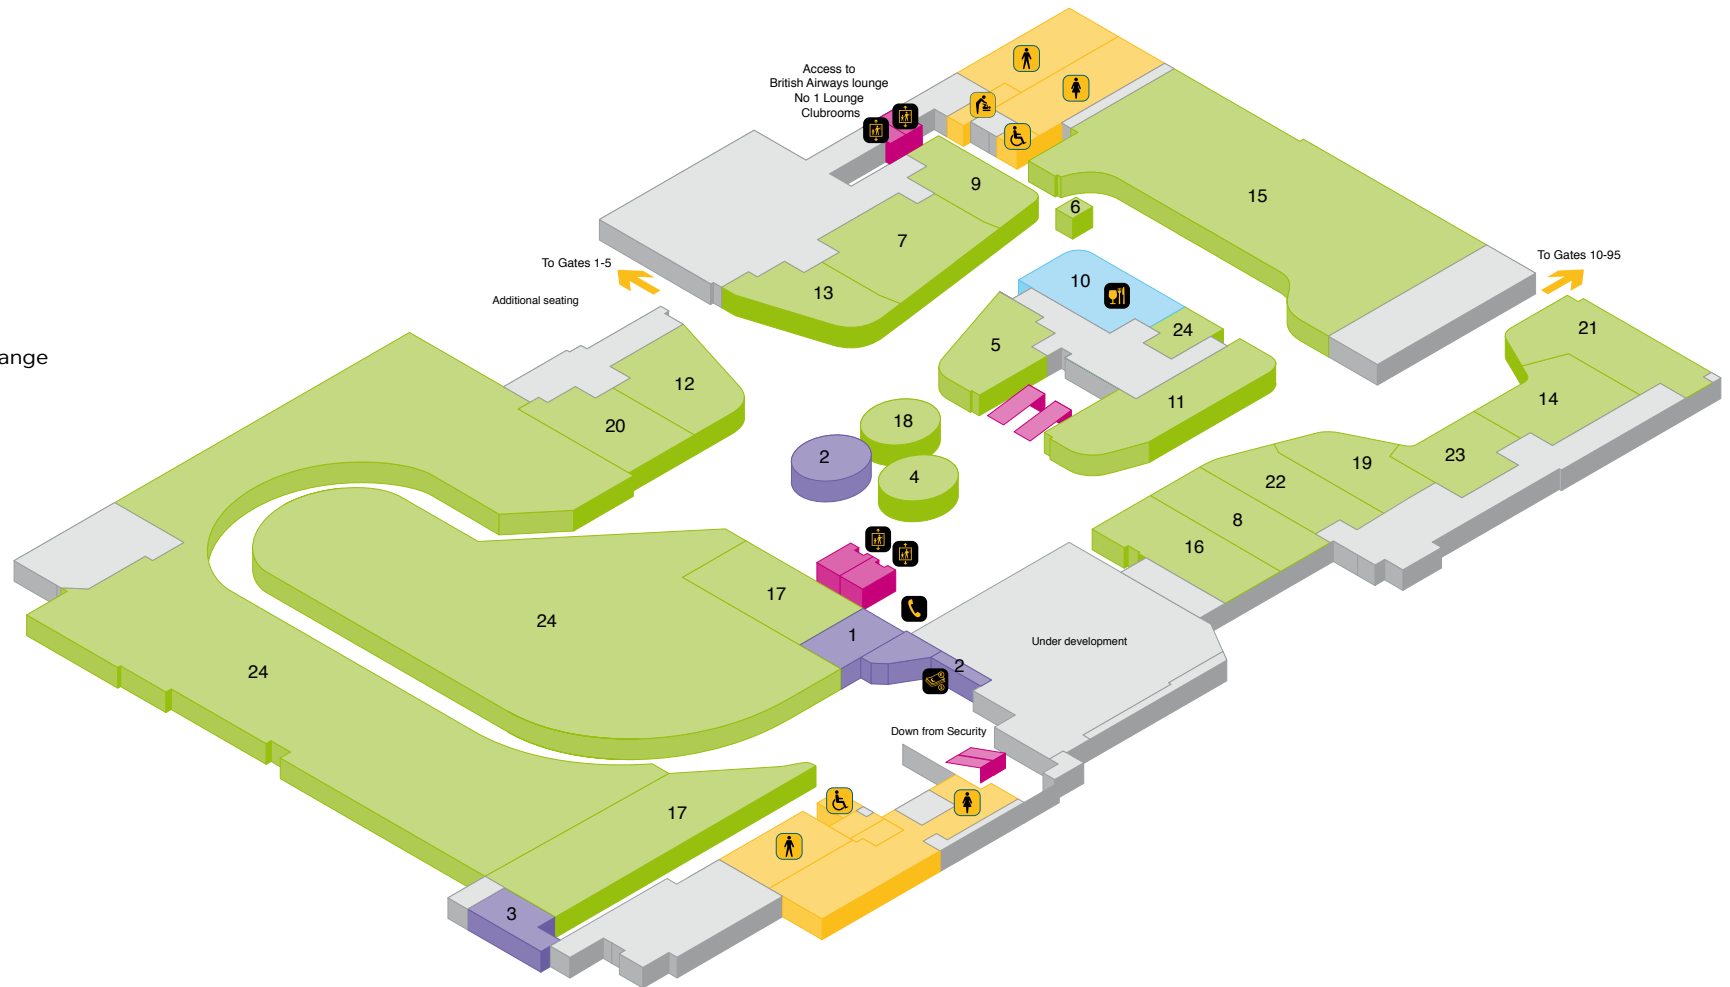 Access to
British Airways lounge
No 1 Lounge
Clubrooms
9
15
6
7
To Gates 1-5
To Gates 10-95
10
13
Additional seating
24
21
5
ange
12
14
11
20
18
2
4
23
19
22
8
16
17
24
1
Under development
2
24
Down from Security
17
3